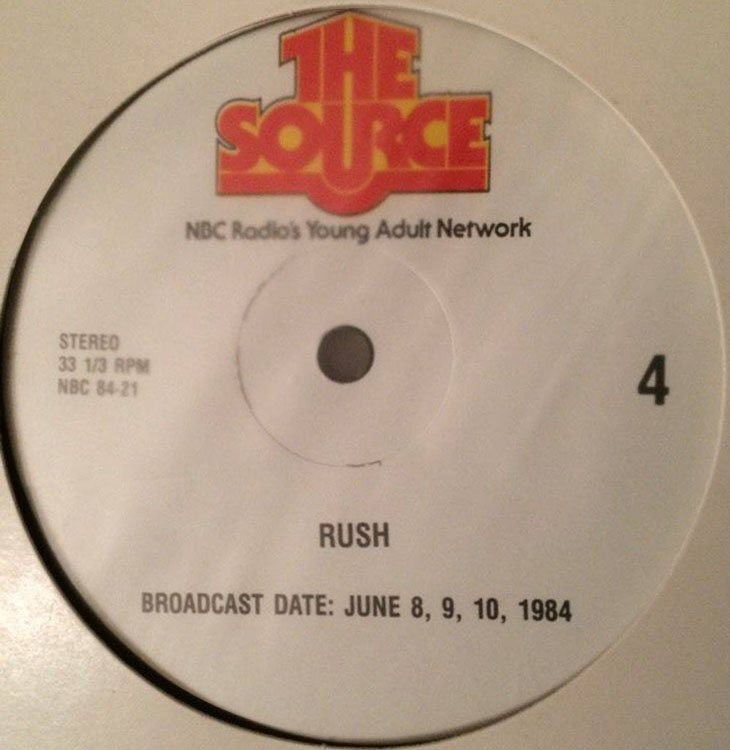 THE
SOURCE
NBC Radio's Young Adult Network
STEREO
33 1/3 RPM
NBC 84-21
4
RUSH
BROADCAST DATE: JUNE 8, 9, 10, 1984